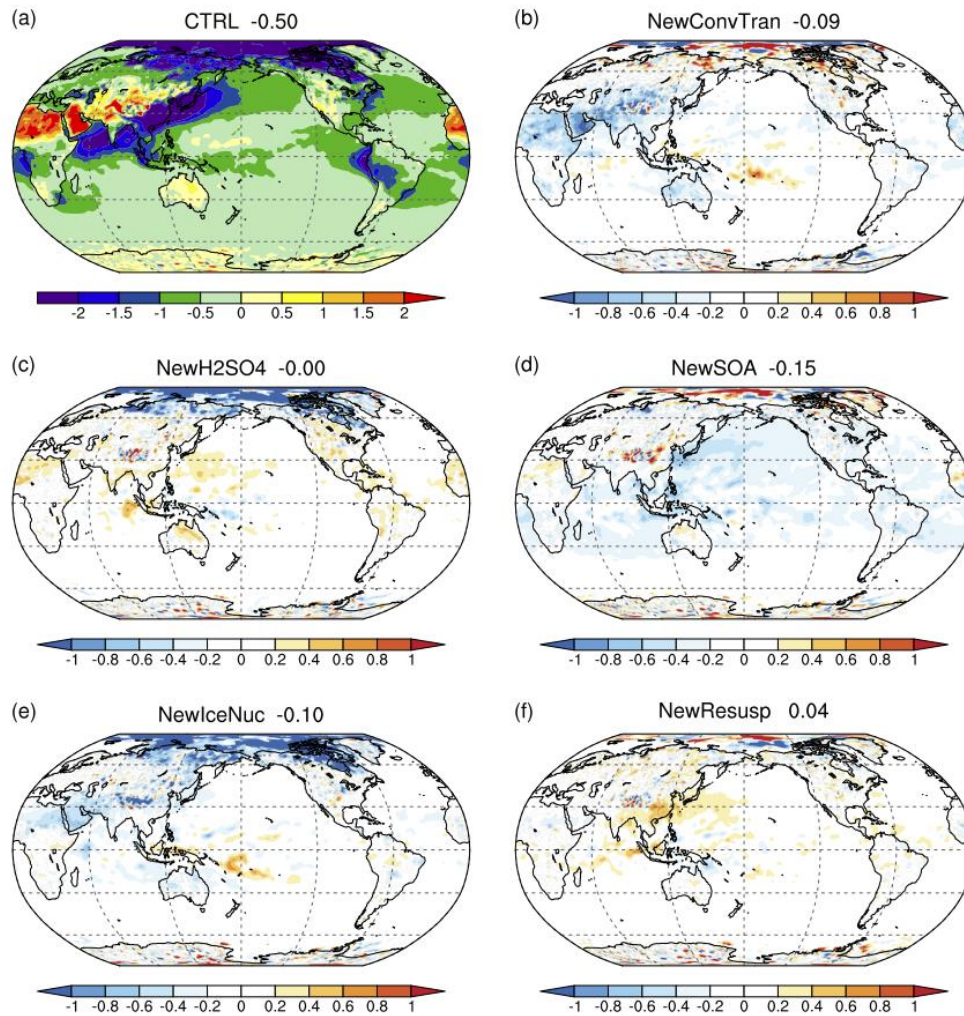 (a) CTRL -0.50
(b) NewConvTran -0.09
-2 -1.5 -1 -0.5 0 0.5 1 1.5 2
-1 -0.8 -0.6 -0.4 -0.2 0 0.2 0.4 0.6 0.8 1
(c) NewH2SO4 -0.00
(d) NewSOA -0.15
-1 -0.8 -0.6 -0.4 -0.2 0 0.2 0.4 0.6 0.8 1
-1 -0.8 -0.6 -0.4 -0.2 0 0.2 0.4 0.6 0.8 1
(e) NewIceNuc -0.10
(f) NewResusp 0.04
-1 -0.8 -0.6 -0.4 -0.2 0 0.2 0.4 0.6 0.8 1
-1 -0.8 -0.6 -0.4 -0.2 0 0.2 0.4 0.6 0.8 1